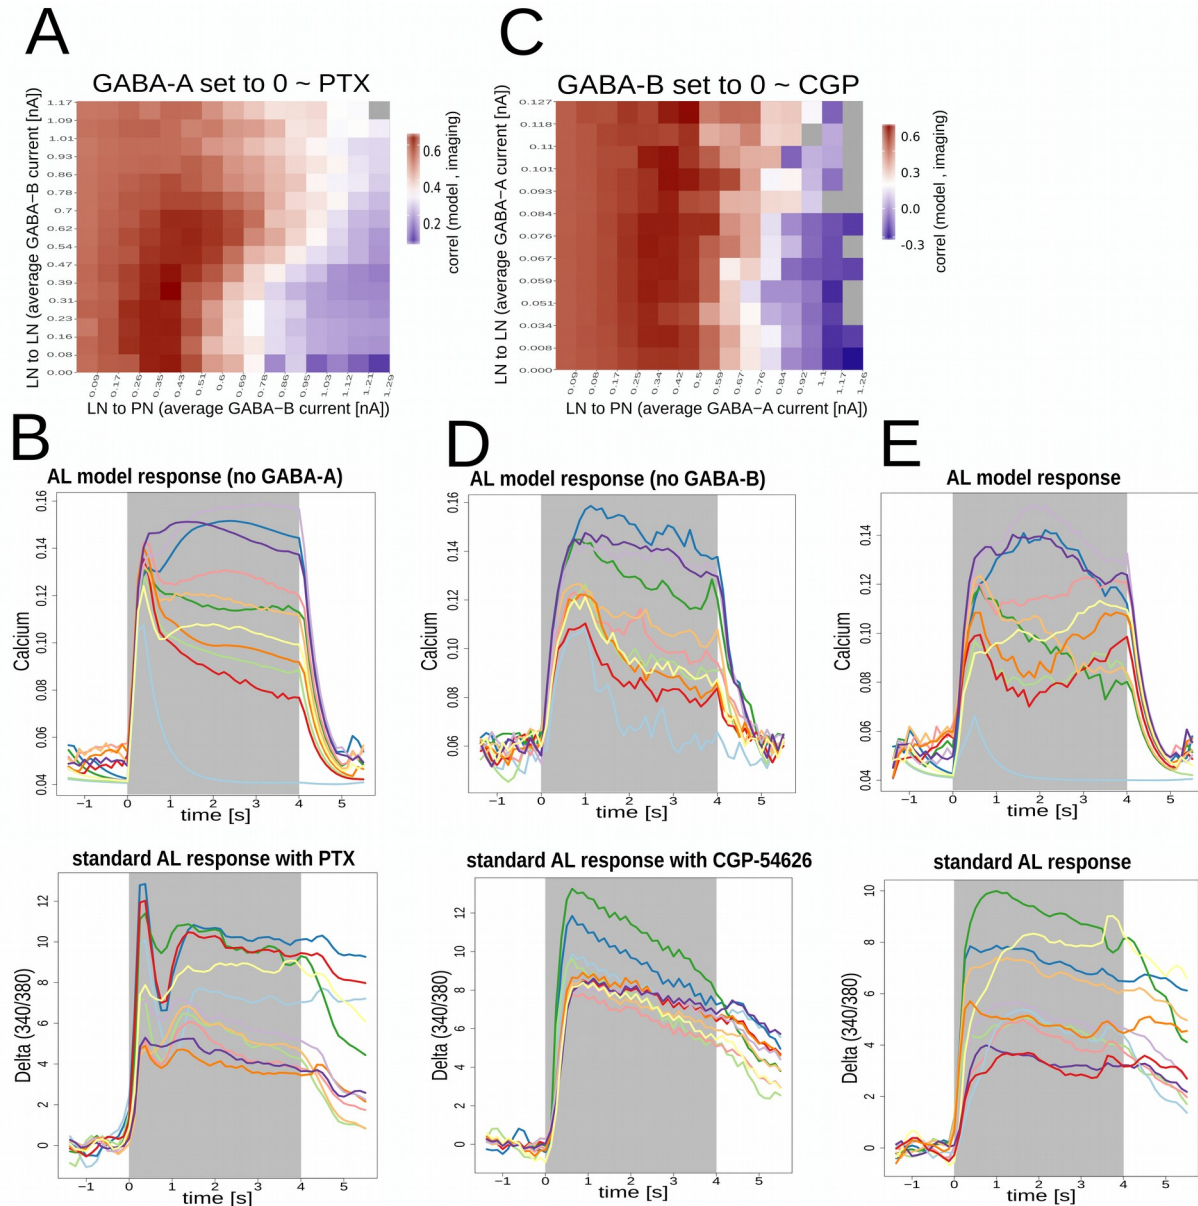 A
GABA-A set to 0 ~ PTX
LN to LN (average GABA−B current [nA])
1.17
1.09
1.01
0.93
0.86
0.78
0.7
0.62
0.54
0.47
0.39
0.31
0.23
0.16
0.08
0.00
0.09
0.17
0.26
0.35
0.43
0.51
0.6
0.69
0.78
0.86
0.95
1.03
1.12
1.21
1.29
LN to PN (average GABA−B current [nA])
0.6
0.4
0.2
correl (model , imaging)
C
GABA-B set to 0 ~ CGP
LN to LN (average GABA−A current [nA])
0.127
0.118
0.11
0.101
0.093
0.084
0.076
0.067
0.059
0.051
0.034
0.008
0.000
0.09
0.08
0.17
0.26
0.34
0.42
0.5
0.59
0.67
0.76
0.84
0.92
1.1
1.17
1.26
LN to PN (average GABA−A current [nA])
0.6
0.3
0.0
-0.3
correl (model , imaging)
B
AL model response (no GABA-A)
Calcium
0.16
0.14
0.12
0.10
0.08
0.06
0.04
−1 0 1 2 3 4 5
time [s]
standard AL response with PTX
Delta (340/380)
12
10
8
6
4
2
0
−1 0 1 2 3 4 5
time [s]
D
AL model response (no GABA-B)
Calcium
0.16
0.14
0.12
0.10
0.08
0.06
−1 0 1 2 3 4 5
time [s]
standard AL response with CGP-54626
Delta (340/380)
12
10
8
6
4
2
0
−1 0 1 2 3 4 5
time [s]
E
AL model response
Calcium
0.14
0.12
0.10
0.08
0.06
0.04
−1 0 1 2 3 4 5
time [s]
standard AL response
Delta (340/380)
10
8
6
4
2
0
−1 0 1 2 3 4 5
time [s]